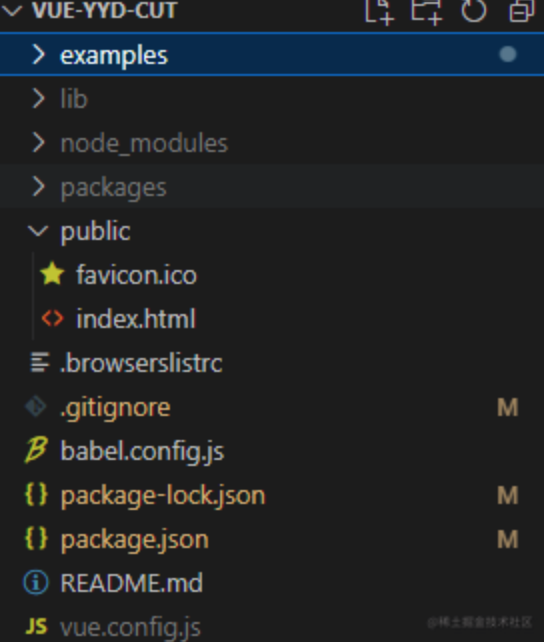 VUE-YYD-CUT
examples
lib
node_modules
packages
public
favicon.ico
index.html
.browserslistrc
.gitignore M
babel.config.js
package-lock.json M
package.json M
README.md
JS vue.config.js
@稀土掘金技术社区